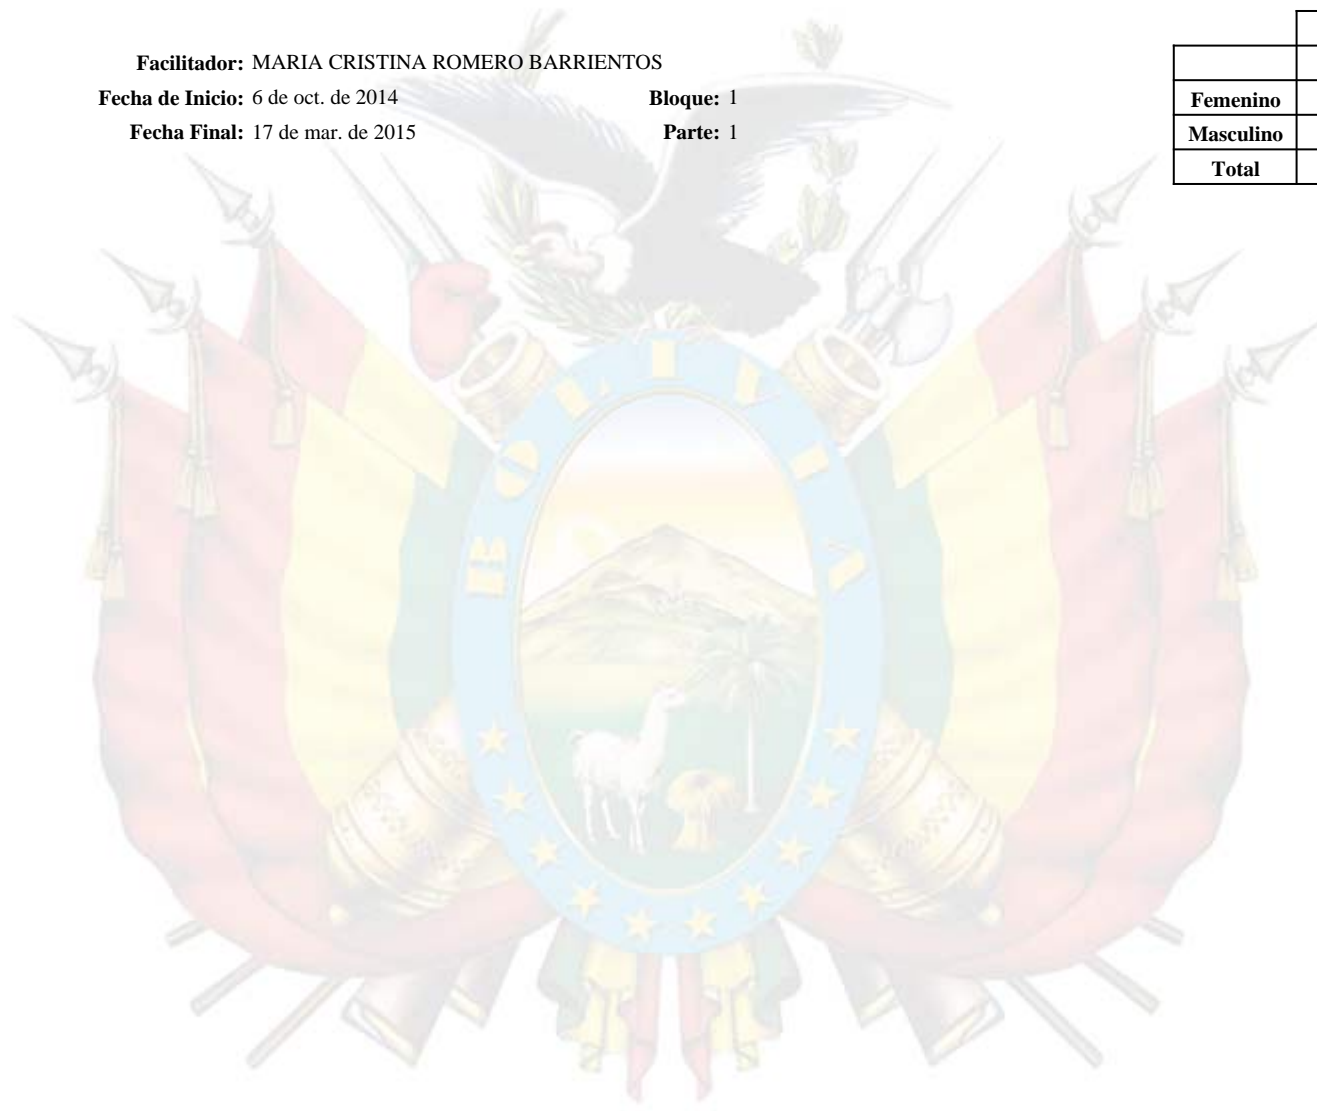 Facilitador: MARIA CRISTINA ROMERO BARRIENTOS
Fecha de Inicio: 6 de oct. de 2014 Bloque: 1
Fecha Final: 17 de mar. de 2015 Parte: 1
Femenino
Masculino
Total
BOLIVIA